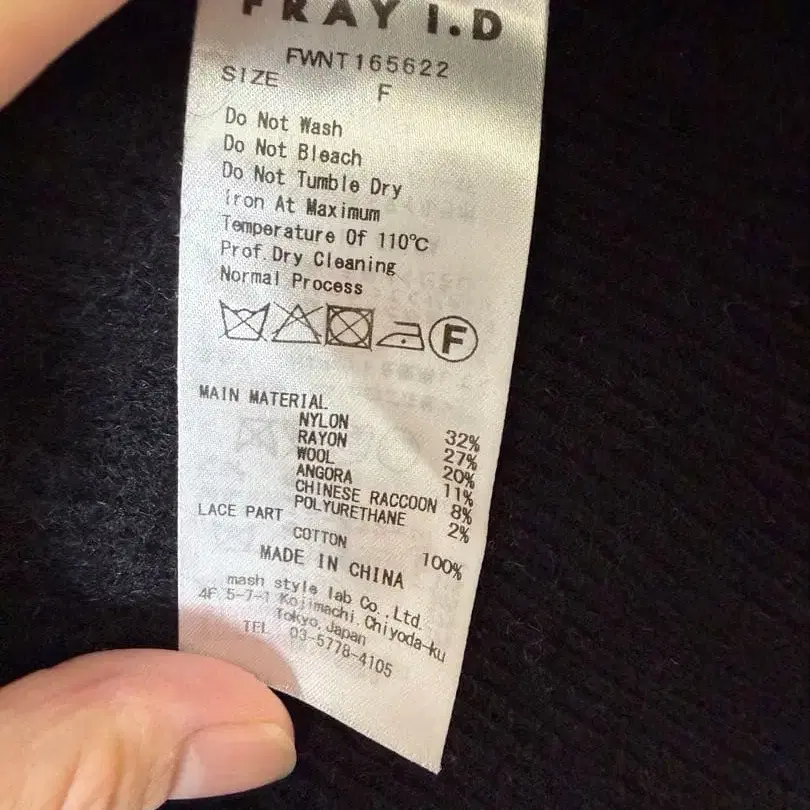 FRAY I.D
FWNT165622
SIZE F
Do Not Wash
Do Not Bleach
Do Not Tumble Dry
Iron At Maximum
Temperature Of 110℃
Prof.Dry Cleaning
Normal Process
F
MAIN MATERIAL
NYLON 32%
RAYON 27%
WOOL 20%
ANGORA 11%
CHINESE RACCOON 8%
POLYURETHANE 2%
LACE PART
COTTON 100%
MADE IN CHINA
mash style lab Co.,Ltd.
4F 5-7-1 Kojimachi Chiyoda-ku
Tokyo,Japan
TEL 03-5778-4105